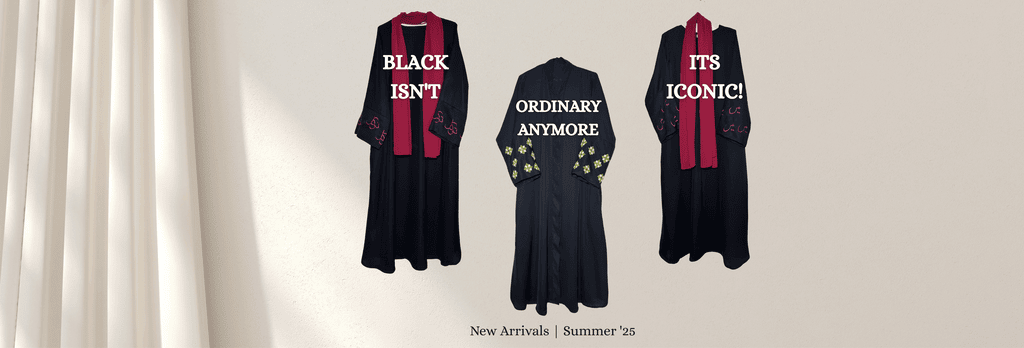 BLACK
ISN'T
ORDINARY
ANYMORE
ITS
ICONIC!
New Arrivals | Summer '25